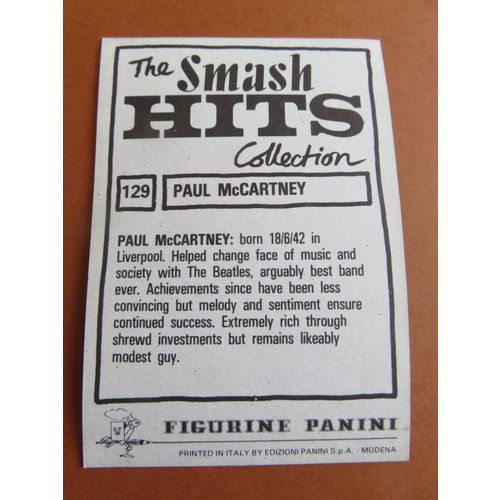 The Smash
HITS
Collection
129 PAUL McCARTNEY
PAUL McCARTNEY: born 18/6/42 in
Liverpool. Helped change face of music and
society with The Beatles, arguably best band
ever. Achievements since have been less
convincing but melody and sentiment ensure
continued success. Extremely rich through
shrewd investments but remains likeably
modest guy.
FIGURINE PANINI
PRINTED IN ITALY BY EDIZIONI PANINI S.p.A. - MODENA